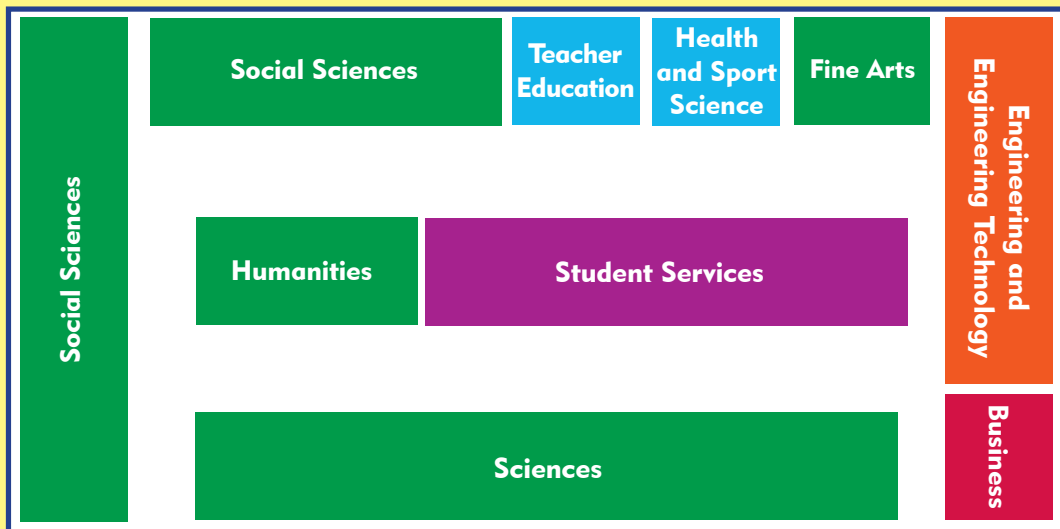 Social Sciences
Social Sciences
Teacher
Education
Health
and Sport
Science
Fine Arts
Engineering and
Engineering Technology
Humanities
Student Services
Sciences
Business